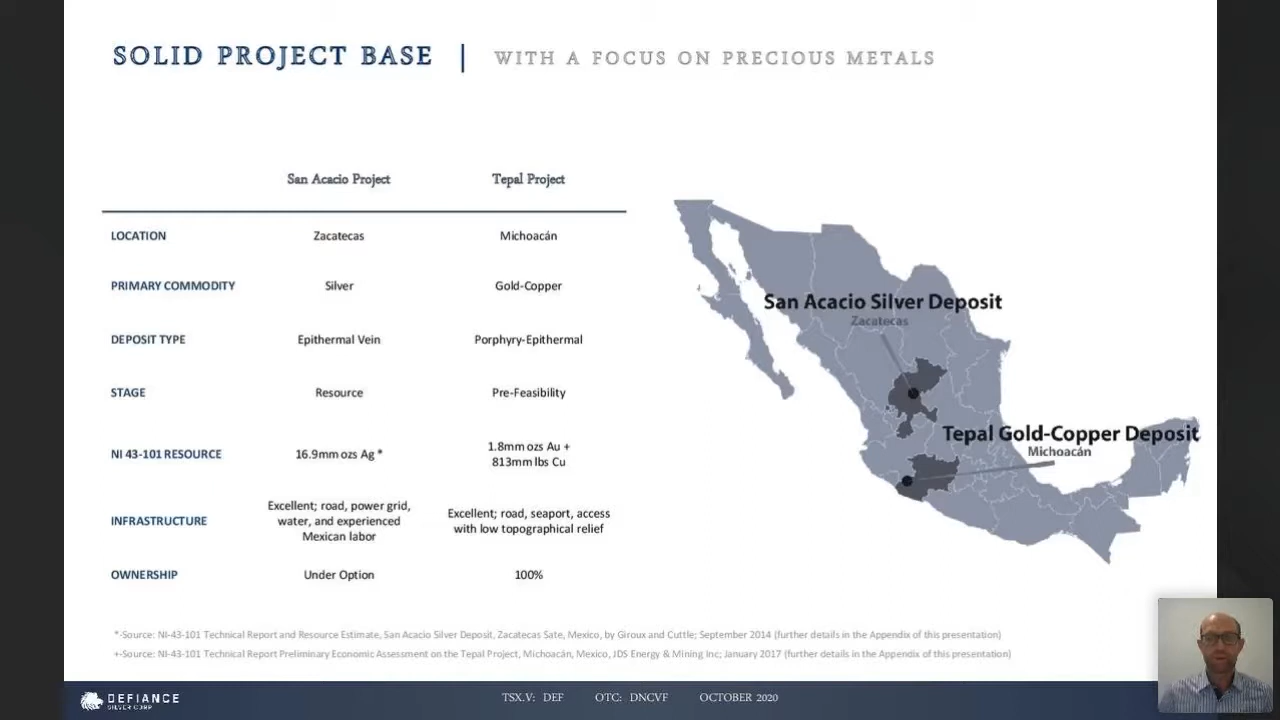 SOLID PROJECT BASE | WITH A FOCUS ON PRECIOUS METALS
San Acacio Project Tepal Project
LOCATION Zacatecas Michoacán
PRIMARY COMMODITY Silver Gold-Copper
DEPOSIT TYPE Epithermal Vein Porphyry-Epithermal
STAGE Resource Pre-Feasibility
NI 43-101 RESOURCE 16.9mm ozs Ag * 1.8mm ozs Au +
813mm lbs Cu
INFRASTRUCTURE Excellent; road, power grid,
water, and experienced
Mexican labor
Excellent; road, seaport, access
with low topographical relief
OWNERSHIP Under Option 100%
San Acacio Silver Deposit
Zacatecas
Tepal Gold-Copper Deposit
Michoacán
*-Source: NI-43-101 Technical Report and Resource Estimate, San Acacio Silver Deposit, Zacatecas Sate, Mexico, by Giroux and Cuttle; September 2014 (further details in the Appendix of this presentation)
+-Source: NI-43-101 Technical Report Preliminary Economic Assessment on the Tepal Project, Michoacán, Mexico, JDS Energy & Mining Inc; January 2017 (further details in the Appendix of this presentation)
DEFIANCE
SILVER CORP
TSX.V: DEF OTC: DNCVF OCTOBER 2020